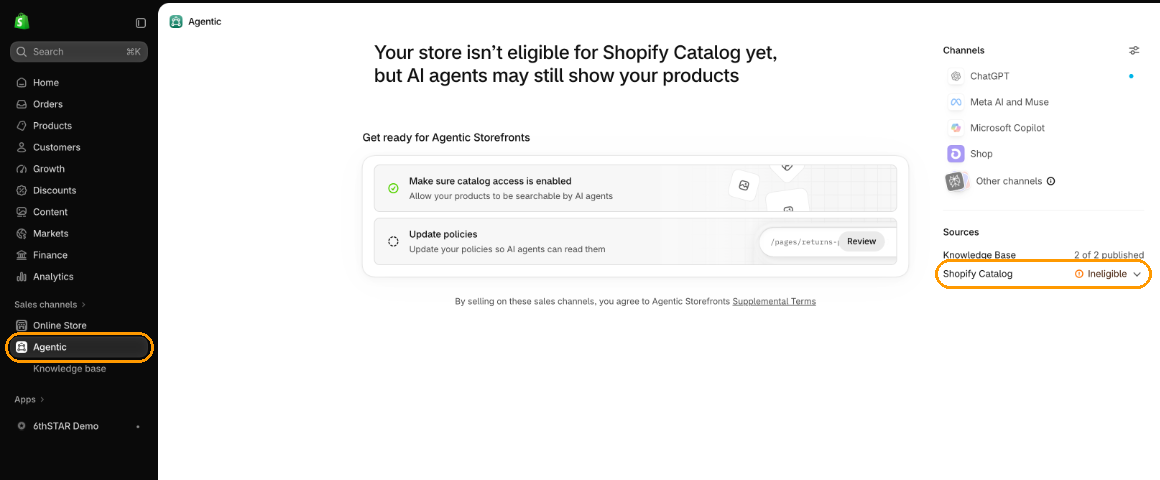 Search ⌘K
Home
Orders
Products
Customers
Growth
Discounts
Content
Markets
Finance
Analytics
Sales channels
Online Store
Agentic
Knowledge base
Apps
6thSTAR Demo
Agentic
Your store isn’t eligible for Shopify Catalog yet,
but AI agents may still show your products
Get ready for Agentic Storefronts
Make sure catalog access is enabled
Allow your products to be searchable by AI agents
Update policies
Update your policies so AI agents can read them
/pages/returns-
Review
By selling on these sales channels, you agree to Agentic Storefronts Supplemental Terms
Channels
ChatGPT
Meta AI and Muse
Microsoft Copilot
Shop
Other channels
Sources
Knowledge Base 2 of 2 published
Shopify Catalog Ineligible